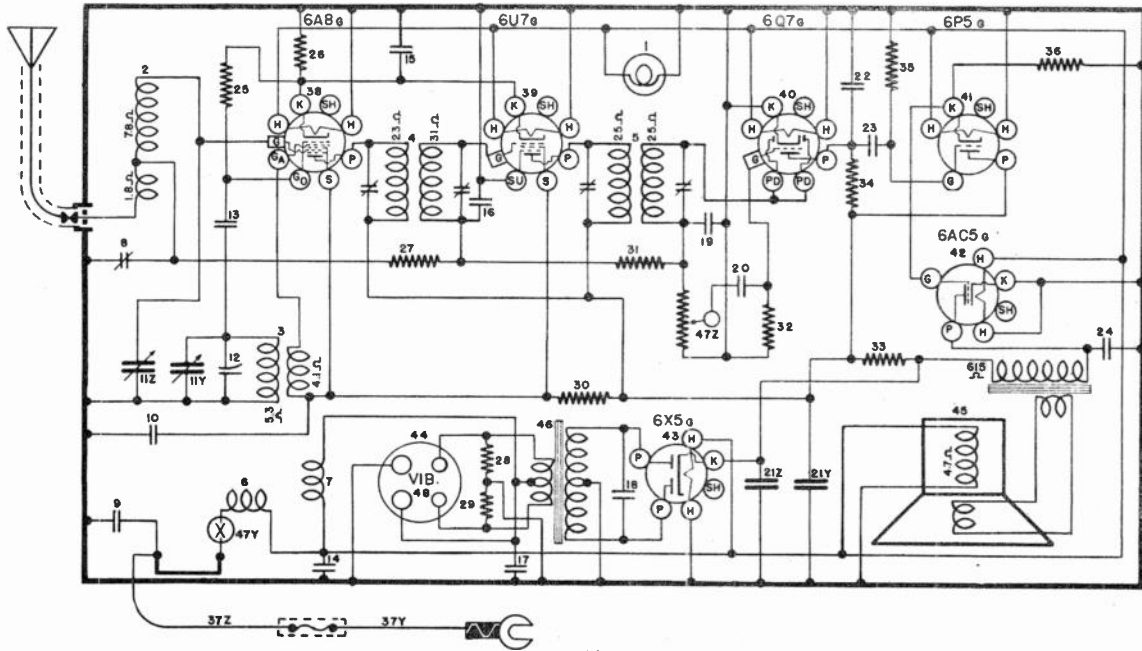 6A8G 6U7G 6Q7G 6P5G
2 25 26 38 15 39 1 40 22 35 41 36
K SH H H G GA GO S P
K SH H H G SU S P
K SH H H G PD PD P
K SH H H G P
78Ω 1.8Ω
23Ω 4 31Ω
25Ω 5 25Ω
13 16 19 20 23 34
8 27 31 47Z 32
6AC5G
42
G H K SH H P
24
11Z 11Y 12 3 4.1Ω 5.3Ω
10 30 33
615Ω
6X5G
43
P H K SH P H
44 VIB. 48
28 29 46 18
21Z 21Y
45
4.7Ω
9 6 7 X 47Y 14 17
37Z 37Y